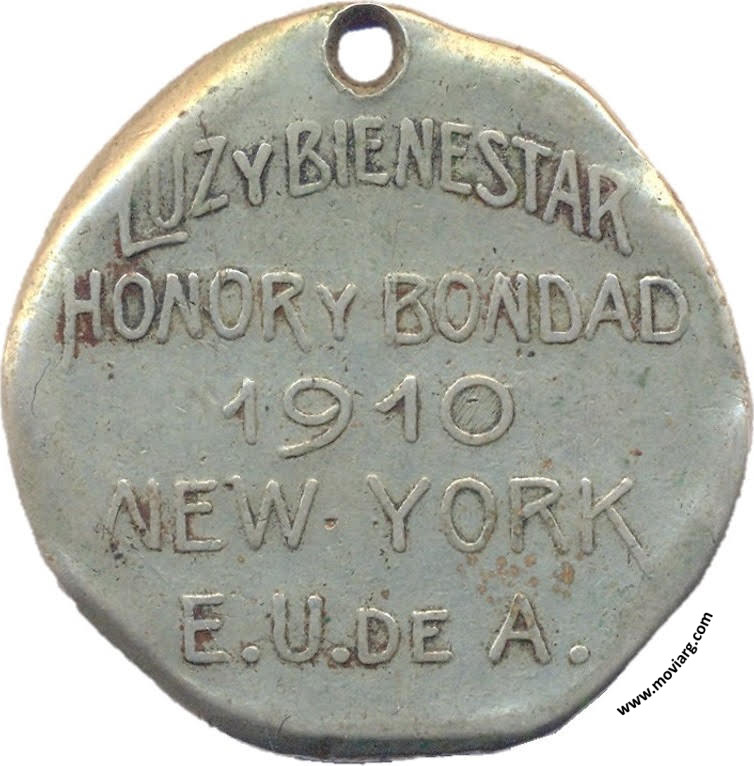 LUZ Y BIENESTAR
HONOR Y BONDAD
1910
NEW. YORK
E.U. DE A.
www.moviarg.com